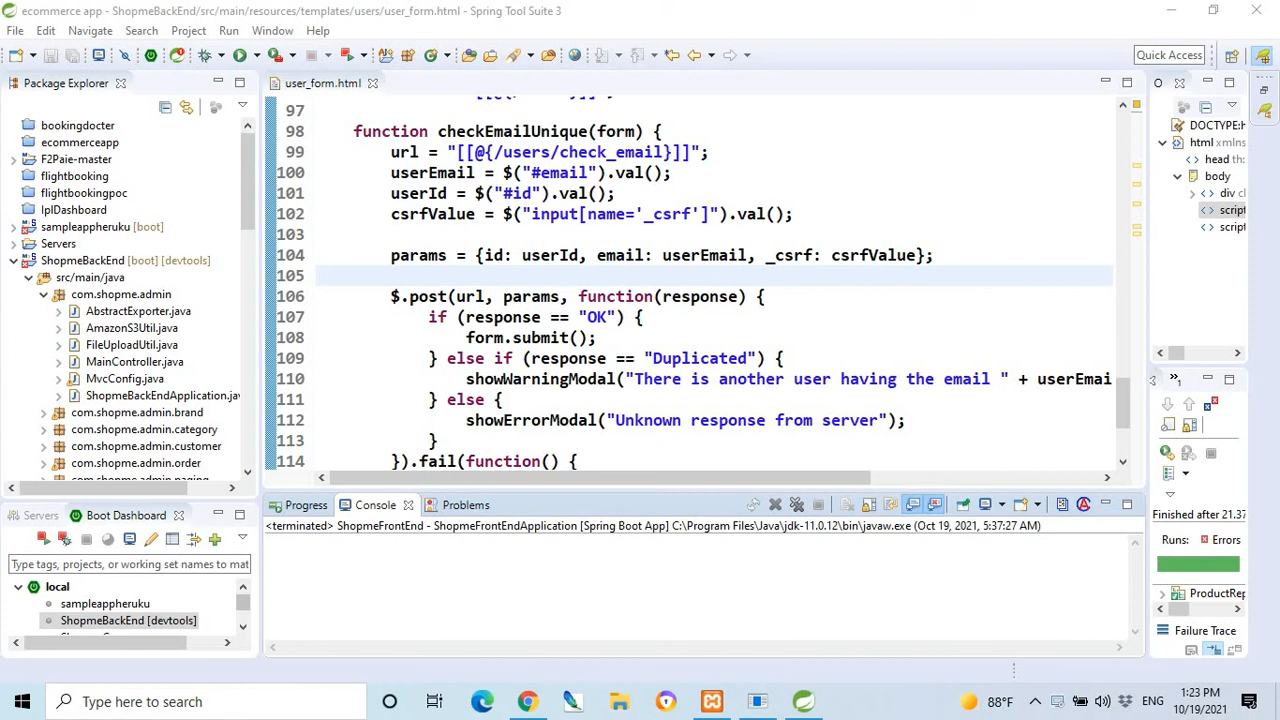 ecommerce app - ShopmeBackEnd/src/main/resources/templates/users/user_form.html - Spring Tool Suite 3
File Edit Navigate Search Project Run Window Help
Quick Access
Package Explorer
bookingdocter
ecommerceapp
F2Paie-master
flightbooking
flightbookingpoc
lplDashboard
sampleappheruku [boot]
Servers
ShopmeBackEnd [boot] [devtools]
src/main/java
com.shopme.admin
AbstractExporter.java
AmazonS3Util.java
FileUploadUtil.java
MainController.java
MvcConfig.java
ShopmeBackEndApplication.jav
com.shopme.admin.brand
com.shopme.admin.category
com.shopme.admin.customer
com.shopme.admin.order
user_form.html
97
98 function checkEmailUnique(form) {
99 url = "[[@{/users/check_email}]]";
100 userEmail = $("#email").val();
101 userId = $("#id").val();
102 csrfValue = $("input[name='_csrf']").val();
103
104 params = {id: userId, email: userEmail, _csrf: csrfValue};
105
106 $.post(url, params, function(response) {
107 if (response == "OK") {
108 form.submit();
109 } else if (response == "Duplicated") {
110 showWarningModal("There is another user having the email " + userEmai
111 } else {
112 showErrorModal("Unknown response from server");
113 }
114 }).fail(function() {
O
DOCTYPE:H
html xmlns
head th
body
div cl
script
script
Servers Boot Dashboard
Type tags, projects, or working set names to mat
local
sampleappheruku
ShopmeBackEnd [devtools]
Progress Console Problems
<terminated> ShopmeFrontEnd - ShopmeFrontEndApplication [Spring Boot App] C:\Program Files\Java\jdk-11.0.12\bin\javaw.exe (Oct 19, 2021, 5:37:27 AM)
Finished after 21.37
Runs: Errors
ProductRep
Failure Trace
Type here to search
88°F
ENG
1:23 PM
10/19/2021